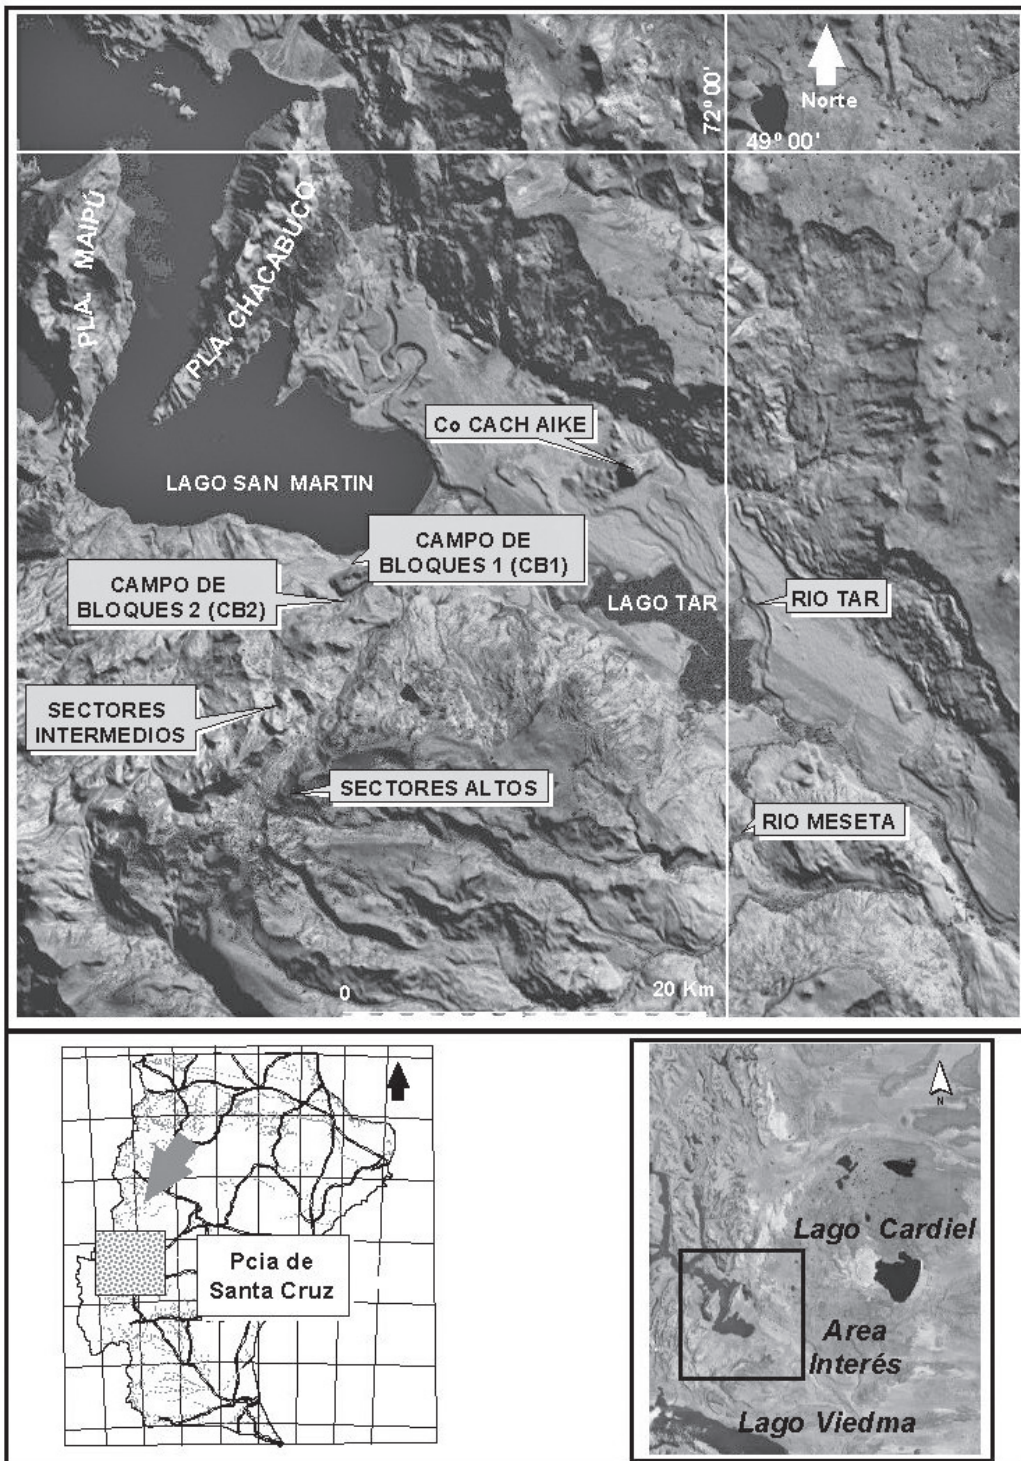 Norte
72º 00'
49º 00'
PLA. MAIPÚ
PLA. CHACABUCO
Co CACH AIKE
LAGO SAN MARTIN
CAMPO DE
BLOQUES 1 (CB1)
CAMPO DE
BLOQUES 2 (CB2)
LAGO TAR
RIO TAR
SECTORES
INTERMEDIOS
SECTORES ALTOS
RIO MESETA
0
20 Km
Pcia de
Santa Cruz
N
Lago Cardiel
Area
Interés
Lago Viedma